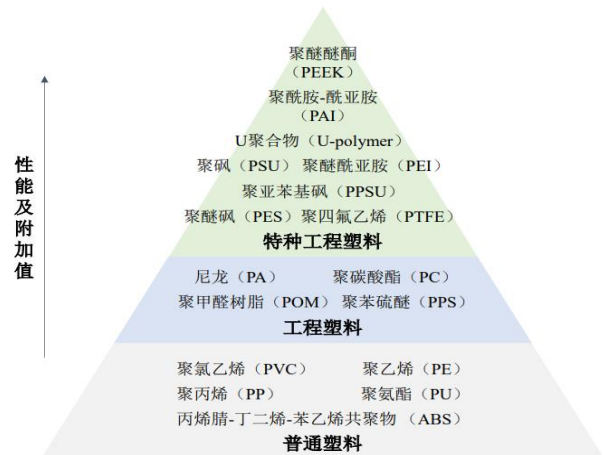 聚醚醚酮
(PEEK)
聚酰胺-酰亚胺
(PAI)
U聚合物（U-polymer）
聚砜（PSU） 聚醚酰亚胺（PEI）
聚亚苯基砜（PPSU）
聚醚砜（PES）聚四氟乙烯（PTFE）
特种工程塑料
尼龙（PA） 聚碳酸酯（PC）
聚甲醛树脂（POM） 聚苯硫醚（PPS）
工程塑料
聚氯乙烯（PVC） 聚乙烯（PE）
聚丙烯（PP） 聚氨酯（PU）
丙烯腈-丁二烯-苯乙烯共聚物 （ABS）
普通塑料
性能及附加值